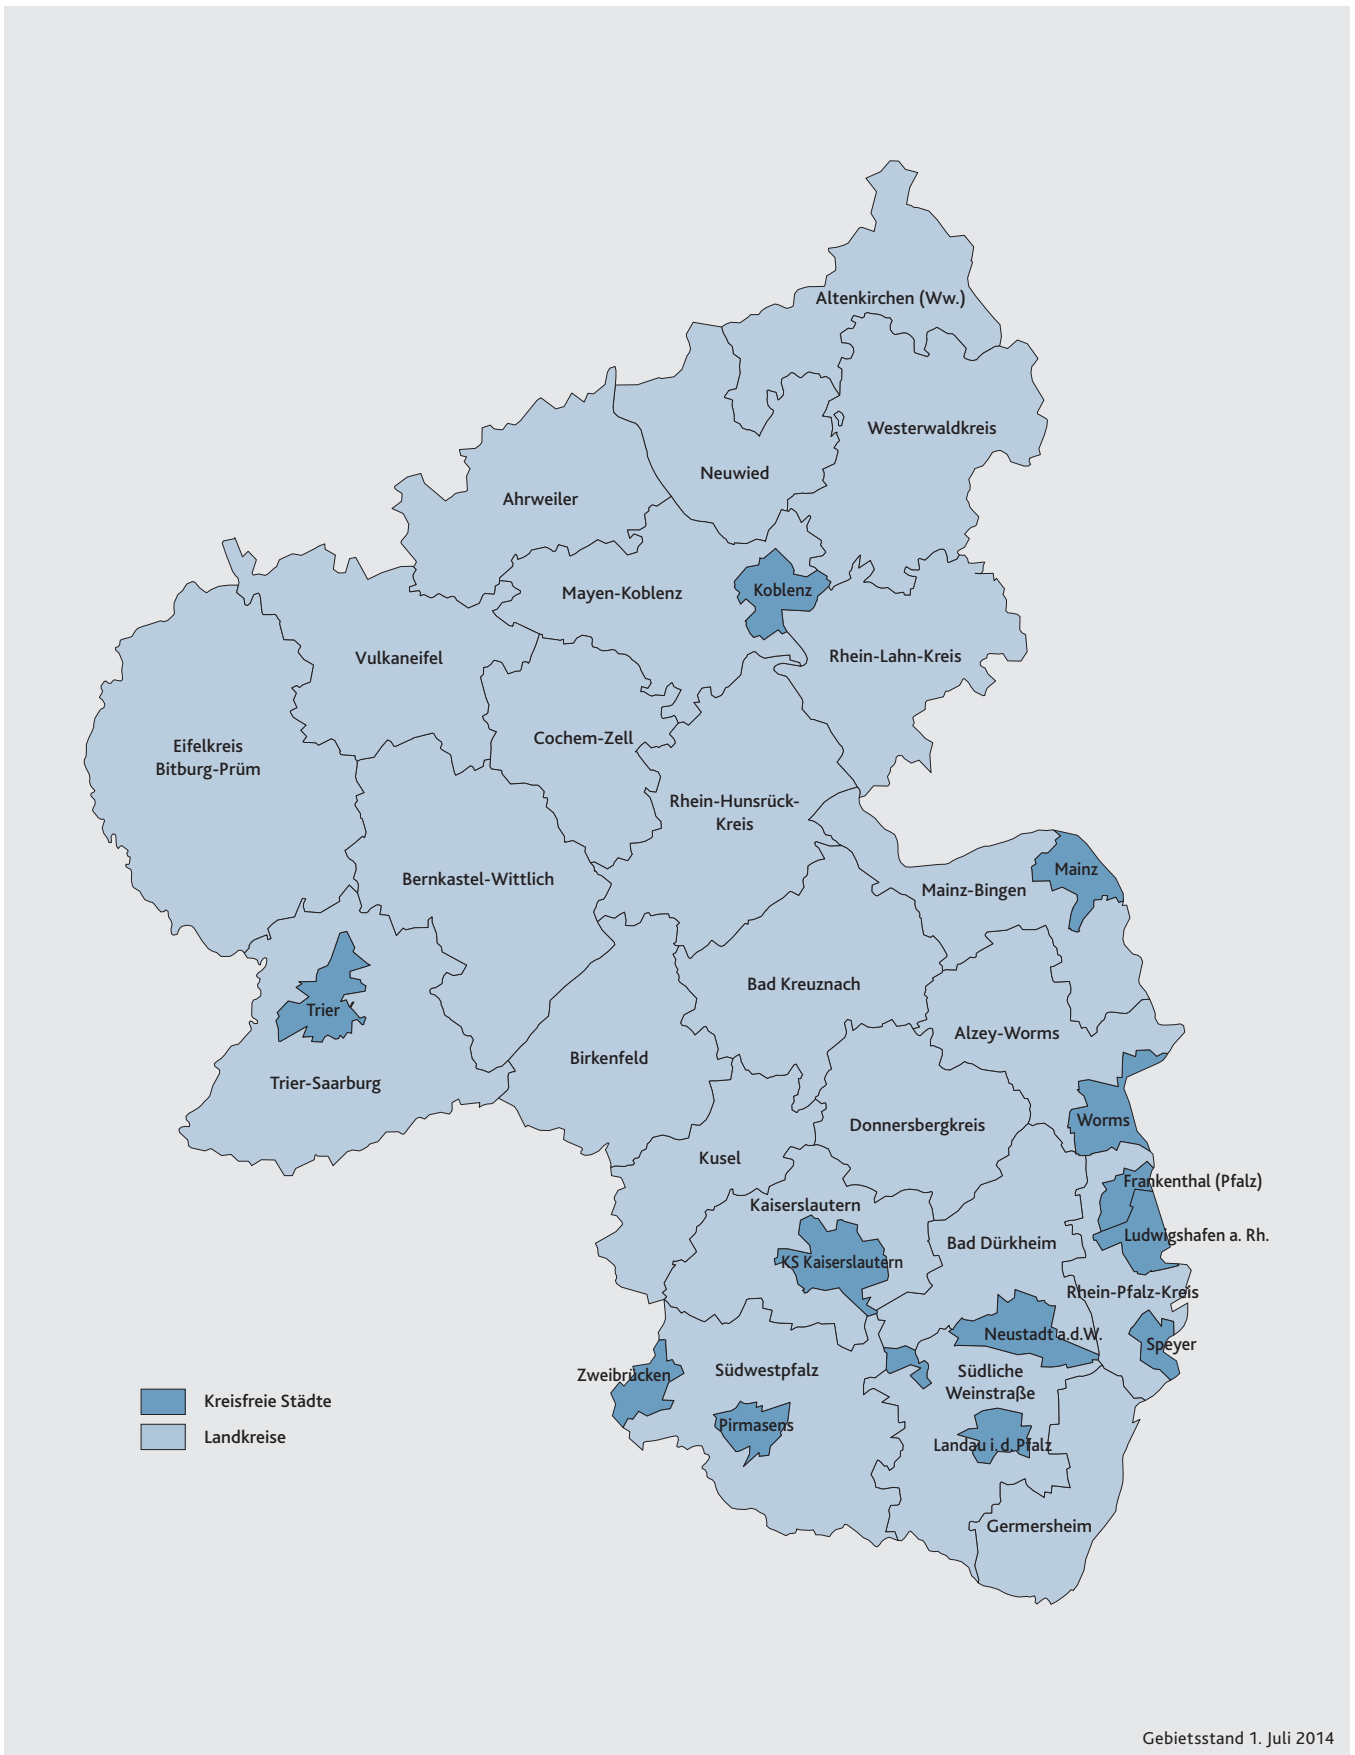 Altenkirchen (Ww.)
Westerwaldkreis
Neuwied
Ahrweiler
Mayen-Koblenz
Koblenz
Vulkaneifel
Rhein-Lahn-Kreis
Cochem-Zell
Eifelkreis
Bitburg-Prüm
Rhein-Hunsrück-
Kreis
Mainz
Bernkastel-Wittlich
Mainz-Bingen
Bad Kreuznach
Trier
Alzey-Worms
Birkenfeld
Trier-Saarburg
Worms
Donnersbergkreis
Kusel
Frankenthal (Pfalz)
Kaiserslautern
Ludwigshafen a. Rh.
Bad Dürkheim
KS Kaiserslautern
Rhein-Pfalz-Kreis
Neustadt a.d.W.
Speyer
Zweibrücken
Südwestpfalz
Südliche
Weinstraße
Kreisfreie Städte
Pirmasens
Landkreise
Landau i. d. Pfalz
Germersheim
Gebietsstand 1. Juli 2014